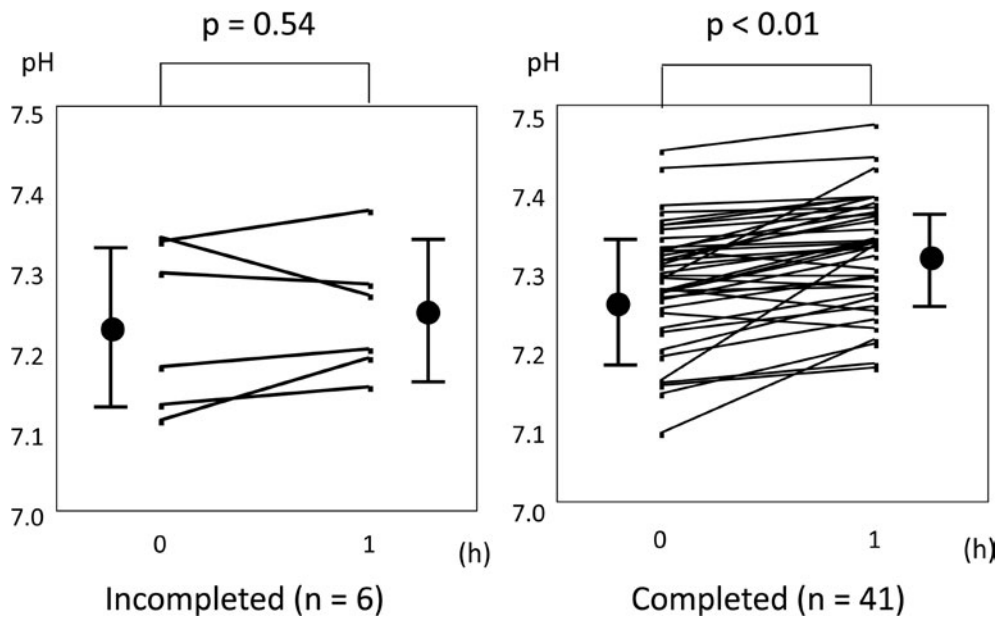 p = 0.54
pH
7.5
7.4
7.3
7.2
7.1
7.0
0
1
(h)
Incompleted (n = 6)
p < 0.01
pH
7.5
7.4
7.3
7.2
7.1
7.0
0
1
(h)
Completed (n = 41)